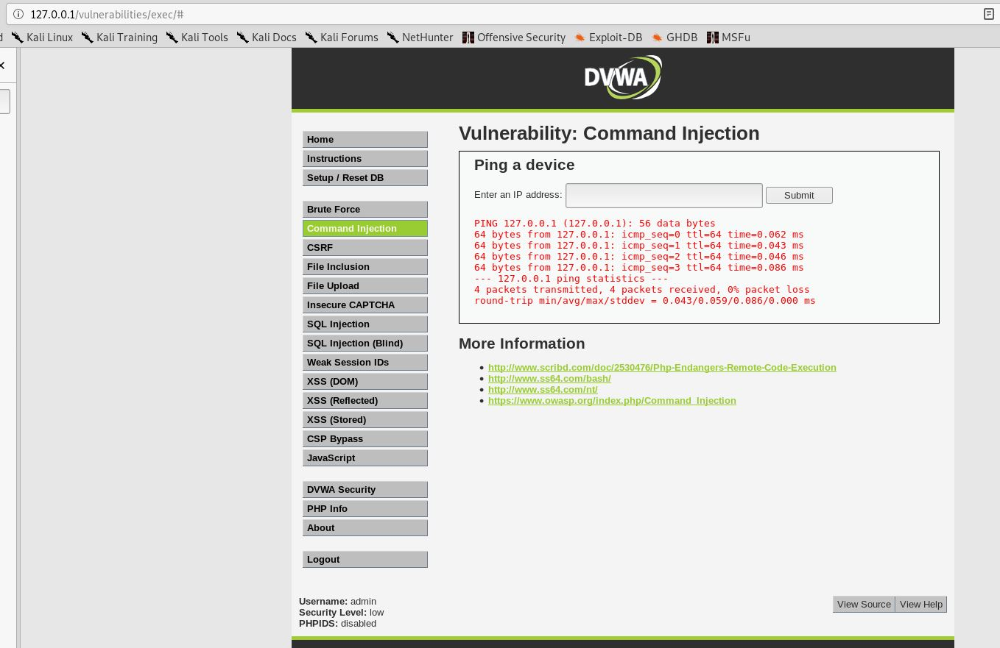 127.0.0.1/vulnerabilities/exec/#
d Kali Linux Kali Training Kali Tools Kali Docs Kali Forums NetHunter Offensive Security Exploit-DB GHDB MSFu
DVWA
Home
Instructions
Setup / Reset DB
Brute Force
Command Injection
CSRF
File Inclusion
File Upload
Insecure CAPTCHA
SQL Injection
SQL Injection (Blind)
Weak Session IDs
XSS (DOM)
XSS (Reflected)
XSS (Stored)
CSP Bypass
JavaScript
DVWA Security
PHP Info
About
Logout
Vulnerability: Command Injection
Ping a device
Enter an IP address: Submit
PING 127.0.0.1 (127.0.0.1): 56 data bytes
64 bytes from 127.0.0.1: icmp_seq=0 ttl=64 time=0.062 ms
64 bytes from 127.0.0.1: icmp_seq=1 ttl=64 time=0.043 ms
64 bytes from 127.0.0.1: icmp_seq=2 ttl=64 time=0.046 ms
64 bytes from 127.0.0.1: icmp_seq=3 ttl=64 time=0.086 ms
--- 127.0.0.1 ping statistics ---
4 packets transmitted, 4 packets received, 0% packet loss
round-trip min/avg/max/stddev = 0.043/0.059/0.086/0.000 ms
More Information
• http://www.scribd.com/doc/2530476/Php-Endangers-Remote-Code-Execution
• http://www.ss64.com/bash/
• http://www.ss64.com/nt/
• https://www.owasp.org/index.php/Command_Injection
Username: admin
Security Level: low
PHPIDS: disabled
View Source View Help